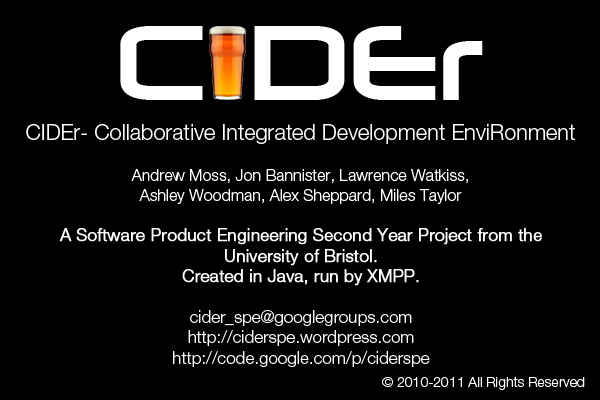 CIDEr
CIDEr- Collaborative Integrated Development EnviRonment
Andrew Moss, Jon Bannister, Lawrence Watkiss,
Ashley Woodman, Alex Sheppard, Miles Taylor
A Software Product Engineering Second Year Project from the
University of Bristol.
Created in Java, run by XMPP.
cider_spe@googlegroups.com
http://ciderspe.wordpress.com
http://code.google.com/p/ciderspe
© 2010-2011 All Rights Reserved